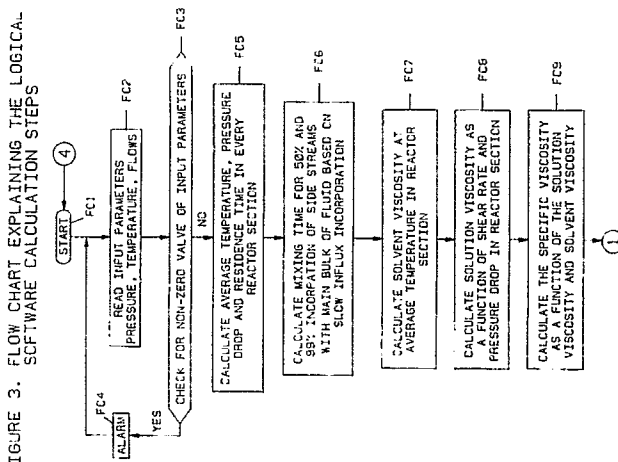 FIGURE 3. FLOW CHART EXPLAINING THE LOGICAL
SOFTWARE CALCULATION STEPS
4
START
FC1
READ INPUT PARAMETERS
PRESSURE, TEMPERATURE, FLOWS
FC2
FC4
ALARM
YES
CHECK FOR NON-ZERO VALVE OF INPUT PARAMETERS
FC3
NO
CALCULATE AVERAGE TEMPERATURE, PRESSURE
DROP AND RESIDENCE TIME IN EVERY
REACTOR SECTION
FC5
CALCULATE MIXING TIME FOR 50% AND
99% INCORPATION OF SIDE STREAMS
WITH MAIN BULK OF FLUID BASED ON
SLOW INFLUX INCORPORATION
FC6
CALCULATE SOLVENT VISCOSITY AT
AVERAGE TEMPERATURE IN REACTOR
SECTION
FC7
CALCULATE SOLUTION VISCOSITY AS
A FUNCTION OF SHEAR RATE AND
PRESSURE DROP IN REACTOR SECTION
FC8
CALCULATE THE SPECIFIC VISCOSITY
AS A FUNCTION OF THE SOLUTION
VISCOSITY AND SOLVENT VISCOSITY
FC9
1